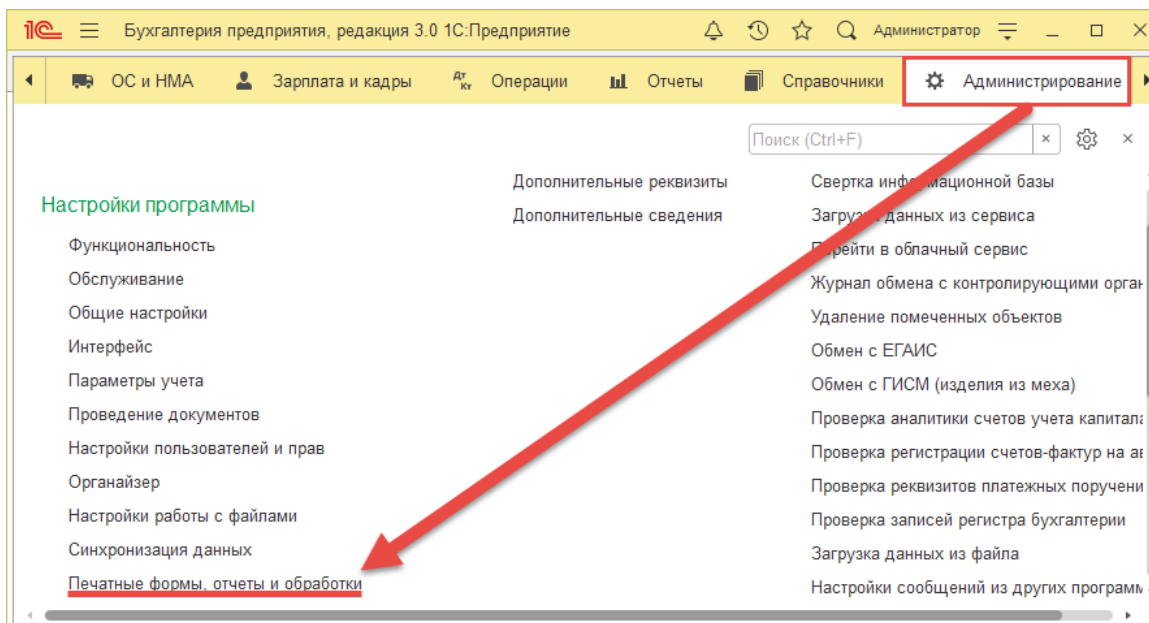 1С Бухгалтерия предприятия, редакция 3.0 1С:Предприятие Администратор
ОС и НМА Зарплата и кадры Дт Кт Операции Отчеты Справочники Администрирование
Поиск (Ctrl+F)
Настройки программы
Функциональность
Обслуживание
Общие настройки
Интерфейс
Параметры учета
Проведение документов
Настройки пользователей и прав
Органайзер
Настройки работы с файлами
Синхронизация данных
Печатные формы, отчеты и обработки
Дополнительные реквизиты
Дополнительные сведения
Свертка информационной базы
Загрузка данных из сервиса
Перейти в облачный сервис
Журнал обмена с контролирующими орган
Удаление помеченных объектов
Обмен с ЕГАИС
Обмен с ГИСМ (изделия из меха)
Проверка аналитики счетов учета капитала
Проверка регистрации счетов-фактур на ав
Проверка реквизитов платежных поручени
Проверка записей регистра бухгалтерии
Загрузка данных из файла
Настройки сообщений из других программ